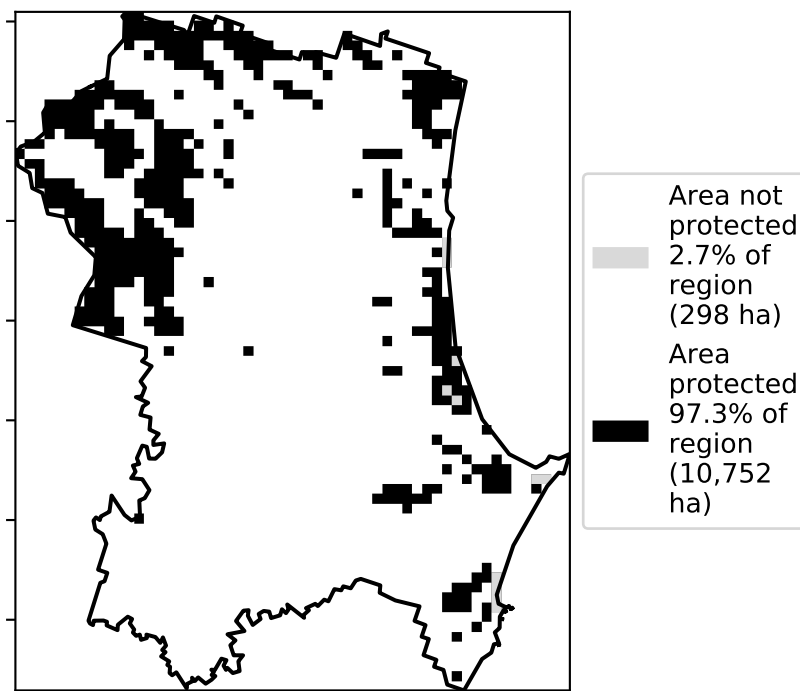 Area not
protected
2.7% of
region
(298 ha)
Area
protected
97.3% of
region
(10,752
ha)